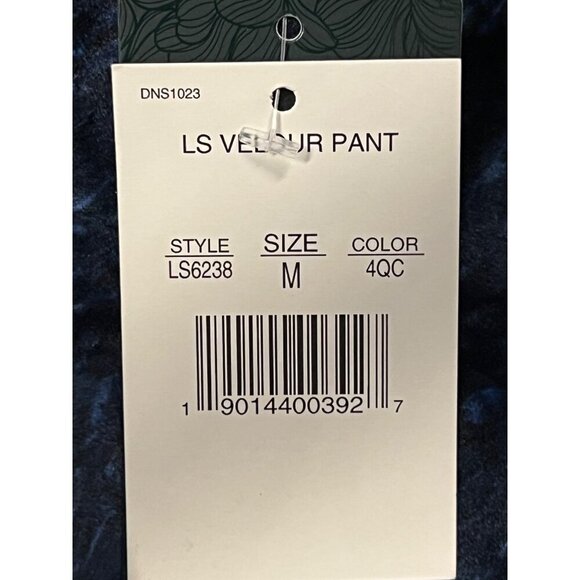 DNS1023
LS VELOUR PANT
STYLE SIZE COLOR
LS6238 M 4QC
1 9014400392 7